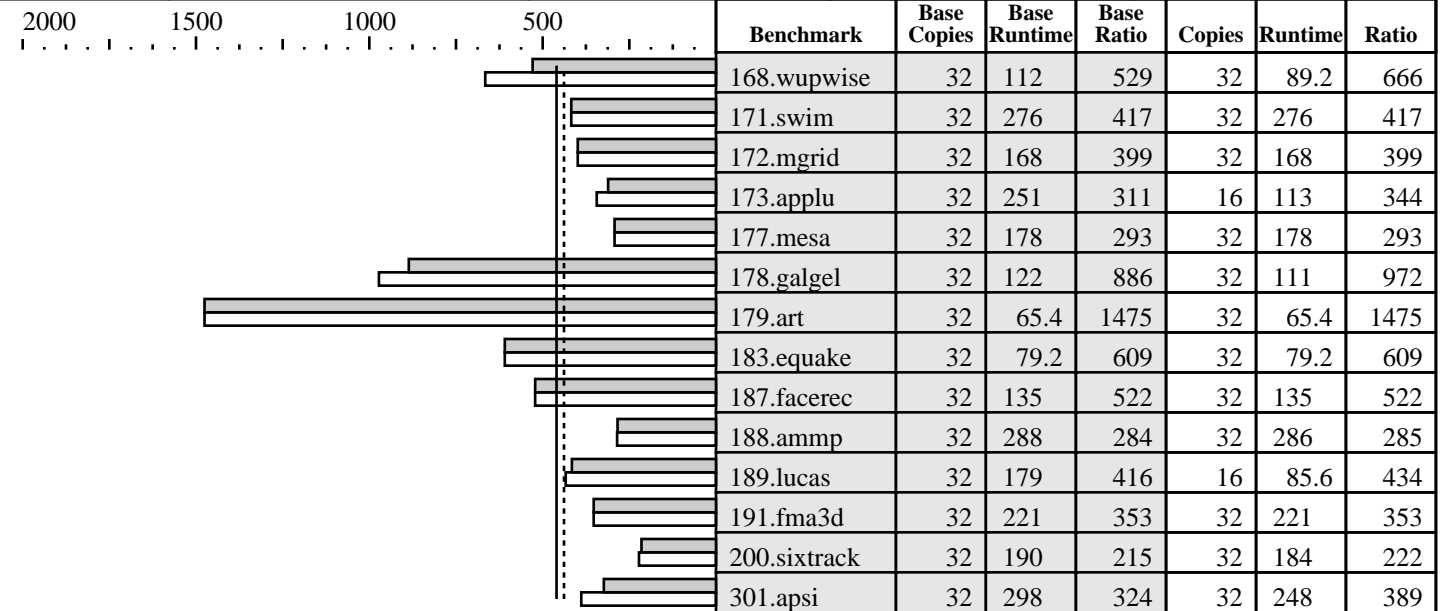 2000 1500 1000 500
Benchmark Base Copies Base Runtime Base Ratio Copies Runtime Ratio
168.wupwise 32 112 529 32 89.2 666
171.swim 32 276 417 32 276 417
172.mgrid 32 168 399 32 168 399
173.applu 32 251 311 16 113 344
177.mesa 32 178 293 32 178 293
178.galgel 32 122 886 32 111 972
179.art 32 65.4 1475 32 65.4 1475
183.equake 32 79.2 609 32 79.2 609
187.facerec 32 135 522 32 135 522
188.ammp 32 288 284 32 286 285
189.lucas 32 179 416 16 85.6 434
191.fma3d 32 221 353 32 221 353
200.sixtrack 32 190 215 32 184 222
301.apsi 32 298 324 32 248 389